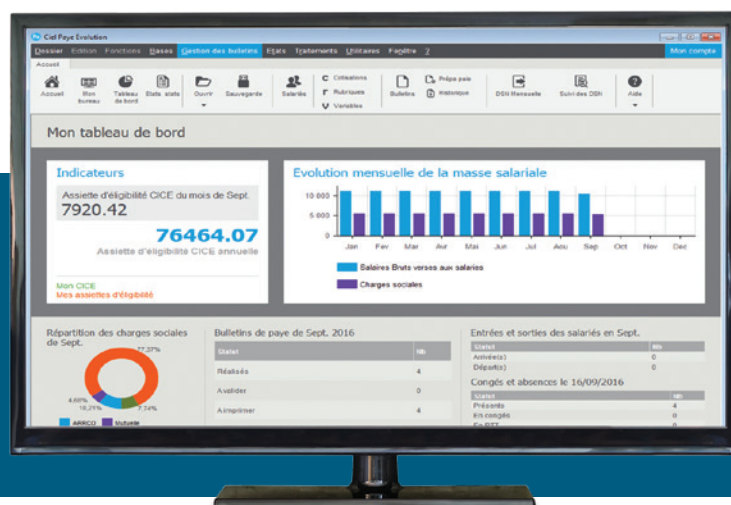 Ciel Paye Evolution
Dossier Edition Fonctions Bases Gestion des bulletins Etats Traitements Utilitaires Fenêtre ? Mon compte
Accueil
Accueil Mon bureau Tableau de bord Etats stats Ouvrir Sauvegarde Salariés C Cotisations Bulletins Prépa paie DSN Mensuelle Suivi des DSN Aide
r Rubriques Historique
V Variables
Mon tableau de bord
Indicateurs
Assiette d'éligibilité CICE du mois de Sept.
7920.42
76464.07
Assiette d'éligibilité CICE annuelle
Mon CICE
Mes assiettes d'éligibilité
Evolution mensuelle de la masse salariale
10 000
5 000
0
Jan Fev Mar Avr Mai Jun Jul Aou Sep Oct Nov Dec
Salaires Bruts verses aux salaries
Charges sociales
Répartition des charges sociales de Sept.
77,37%
4,68%
10,21%
7,74%
ARRCO Mutuelle
Bulletins de paye de Sept. 2016
Statut Nb
Réalisés 4
A valider 0
A imprimer 4
Entrées et sorties des salariés en Sept.
Statut Nb
Arrivée(s) 0
Départ(s) 0
Congés et absences le 16/09/2016
Statut Nb
Présents 4
En congés 0
En RTT 0